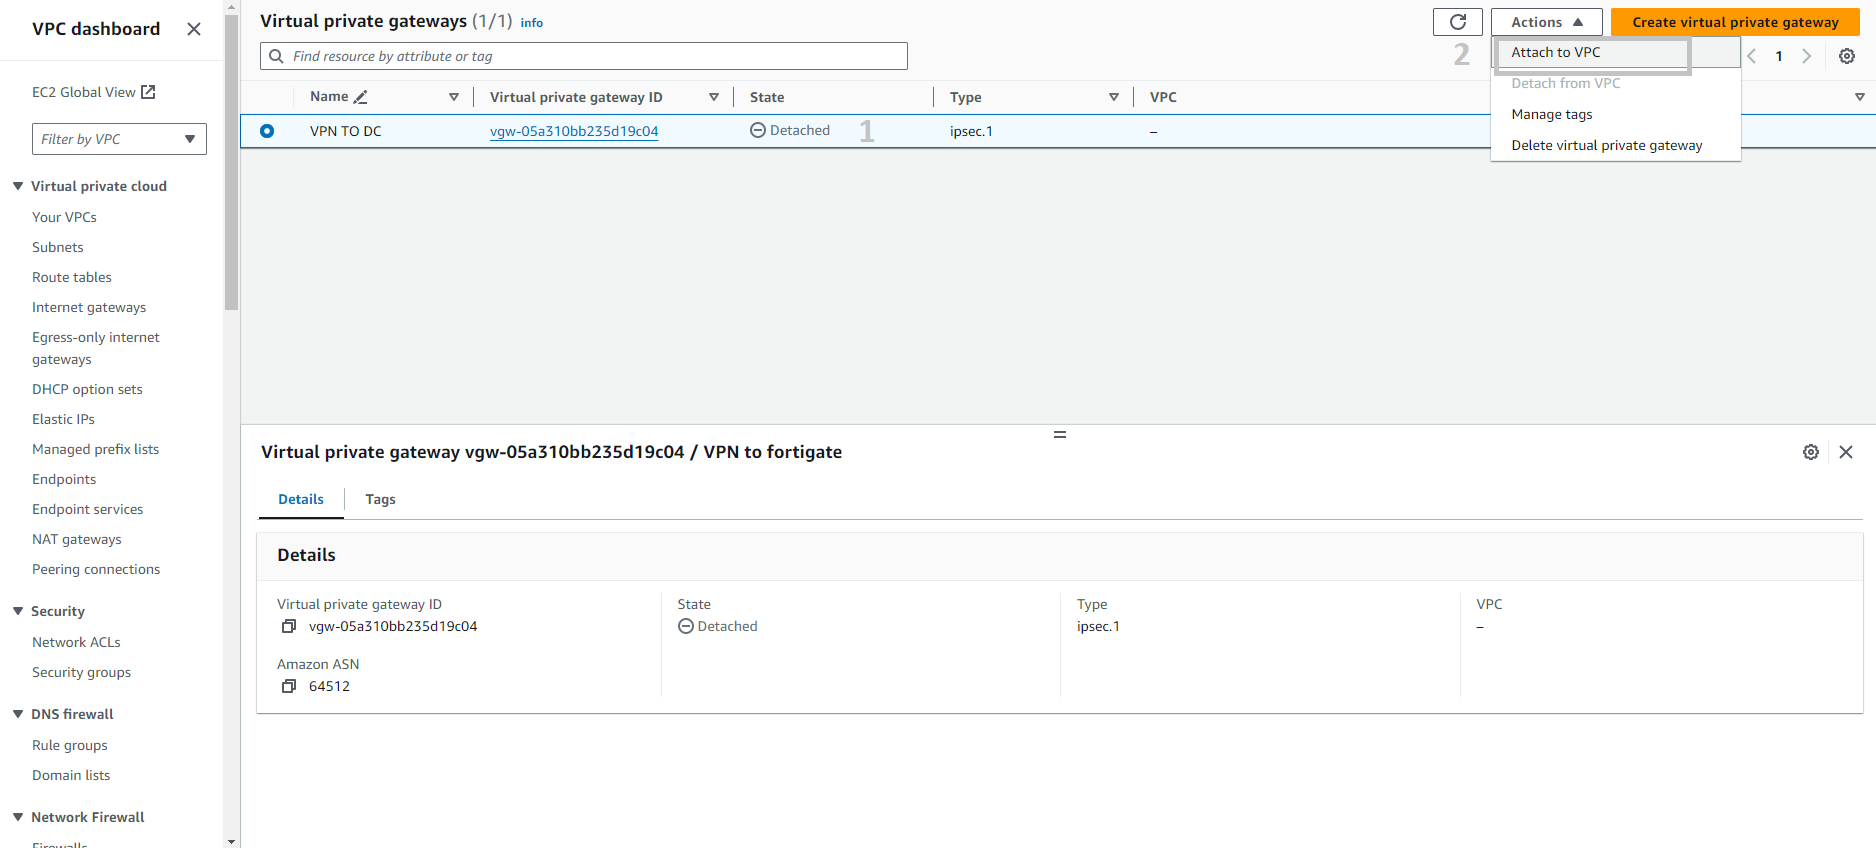 VPC dashboard
EC2 Global View
Filter by VPC
Virtual private cloud
Your VPCs
Subnets
Route tables
Internet gateways
Egress-only internet
gateways
DHCP option sets
Elastic IPs
Managed prefix lists
Endpoints
Endpoint services
NAT gateways
Peering connections
Security
Network ACLs
Security groups
DNS firewall
Rule groups
Domain lists
Network Firewall
Firewalls
Virtual private gateways (1/1) info
Actions
Create virtual private gateway
Find resource by attribute or tag
2
Attach to VPC
1
Detach from VPC
Manage tags
Delete virtual private gateway
Name Virtual private gateway ID State Type VPC
VPN TO DC vgw-05a310bb235d19c04 Detached 1 ipsec.1 –
Virtual private gateway vgw-05a310bb235d19c04 / VPN to fortigate
Details Tags
Details
Virtual private gateway ID State Type VPC
vgw-05a310bb235d19c04 Detached ipsec.1 –
Amazon ASN
64512